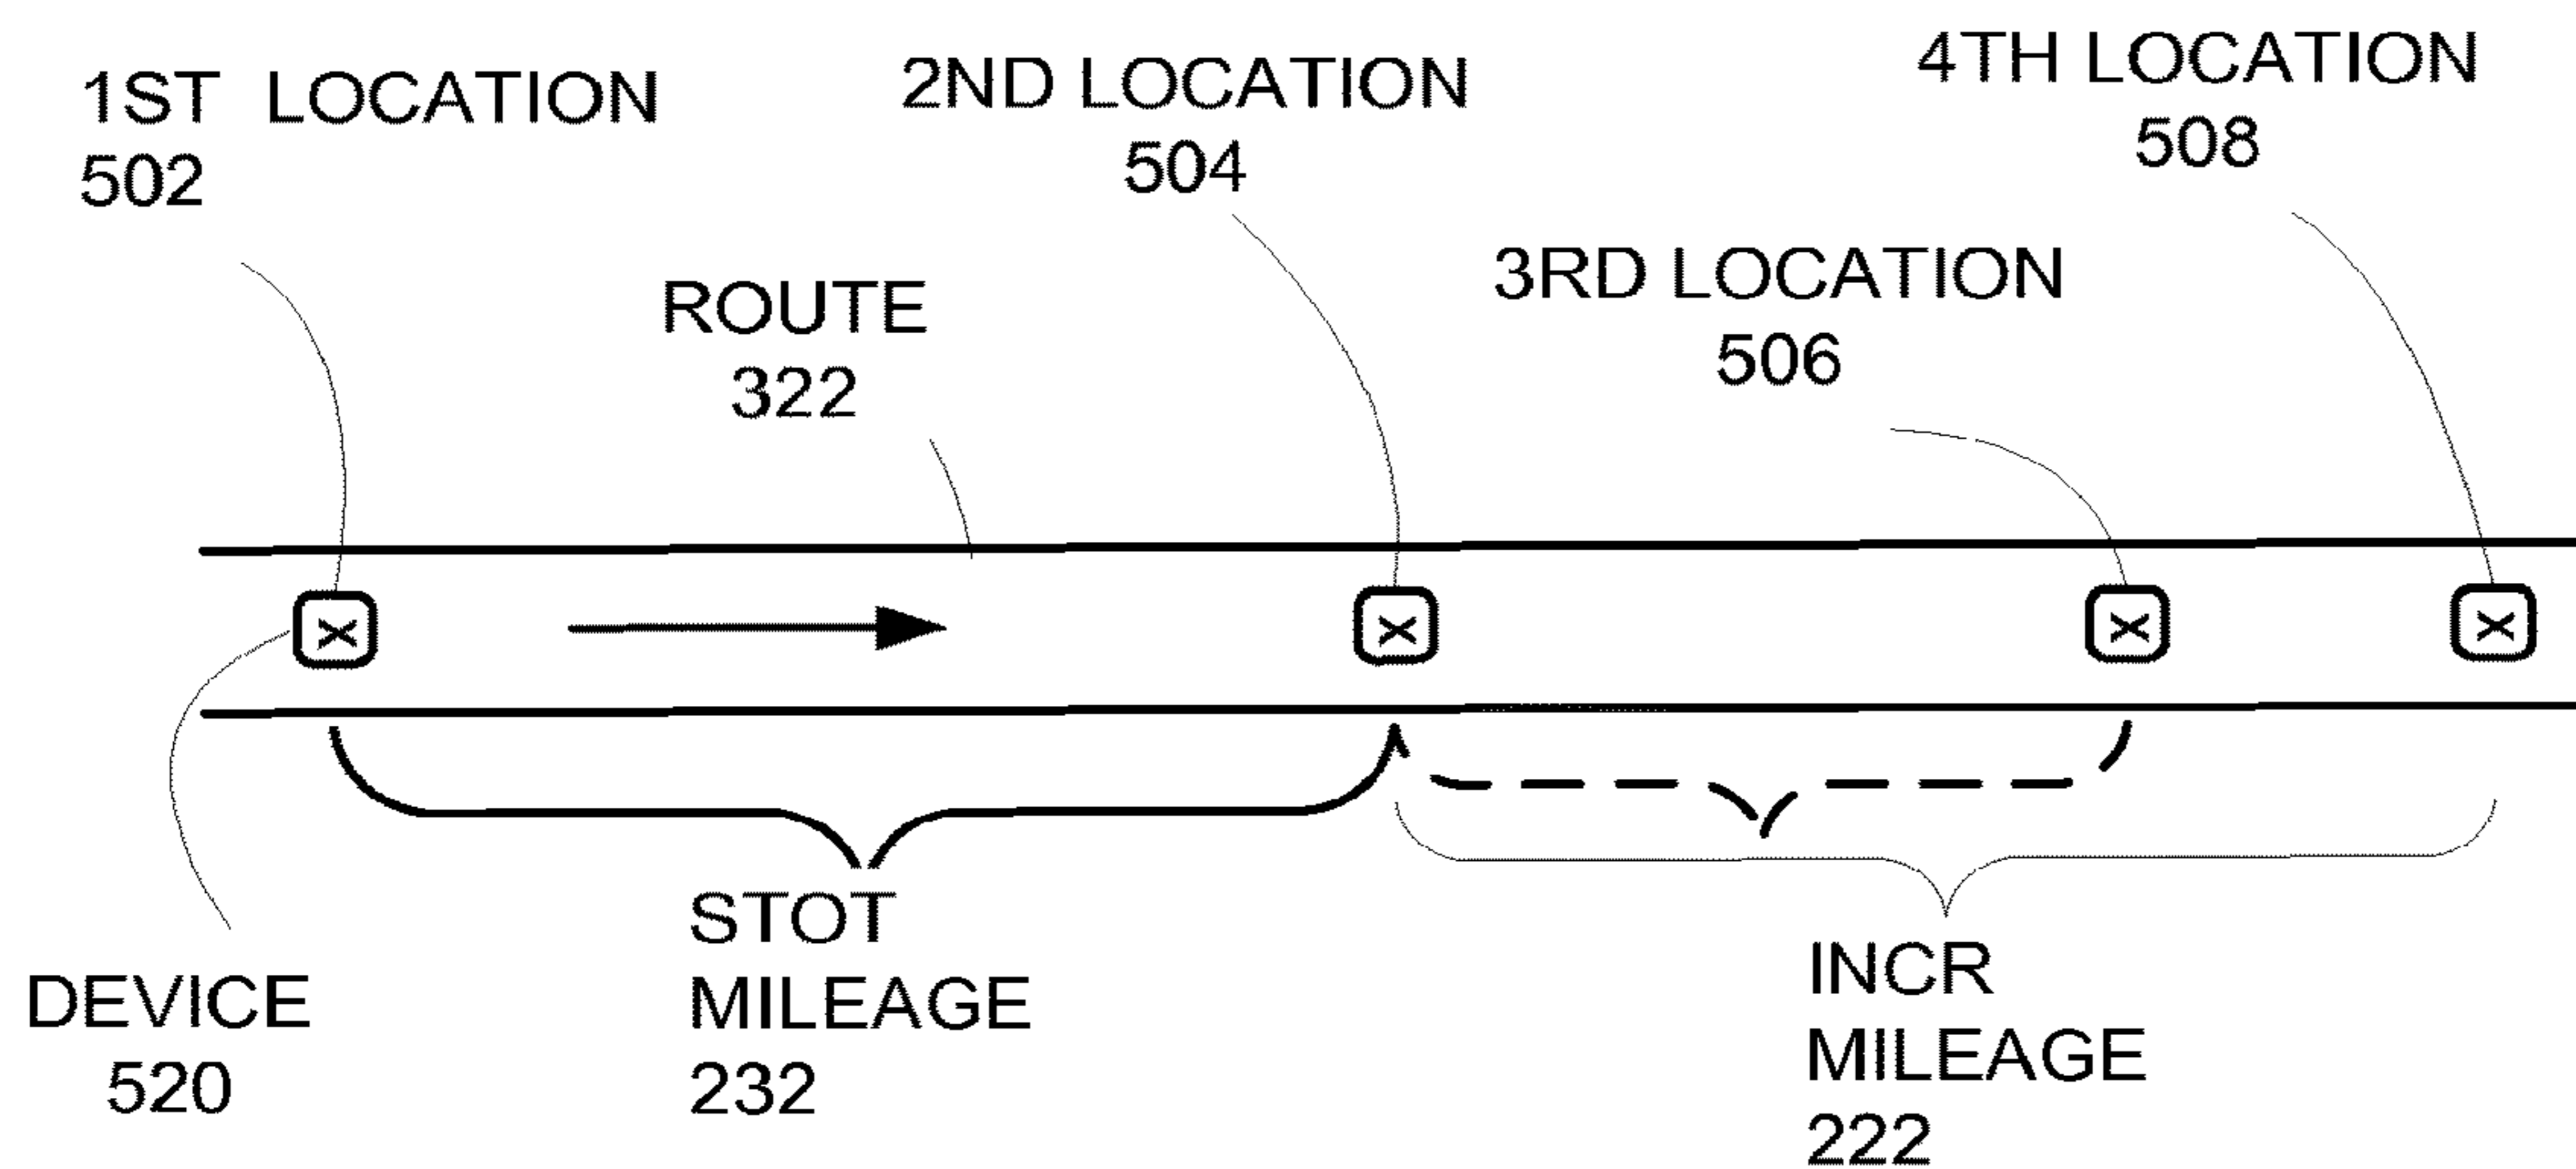 1ST LOCATION
502
2ND LOCATION
504
4TH LOCATION
508
ROUTE
322
3RD LOCATION
506
X
X
X
X
STOT
MILEAGE
232
INCR
MILEAGE
222
DEVICE
520